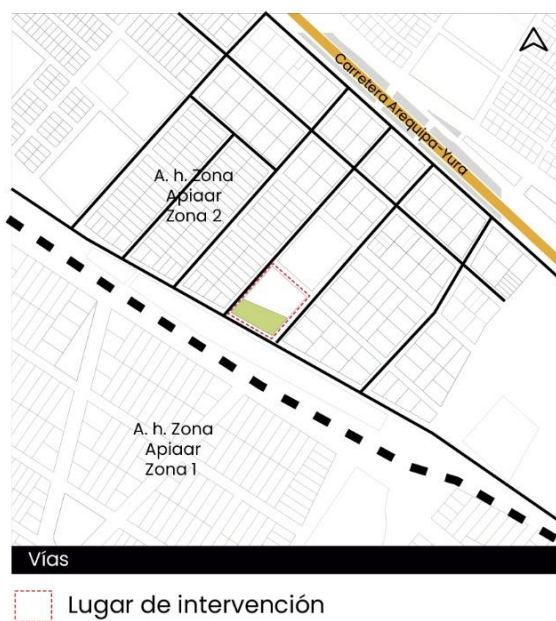 Carretera Arequipa-Yura
A. h. Zona
Apiaar
Zona 2
A. h. Zona
Apiaar
Zona 1
Vías
Lugar de intervención